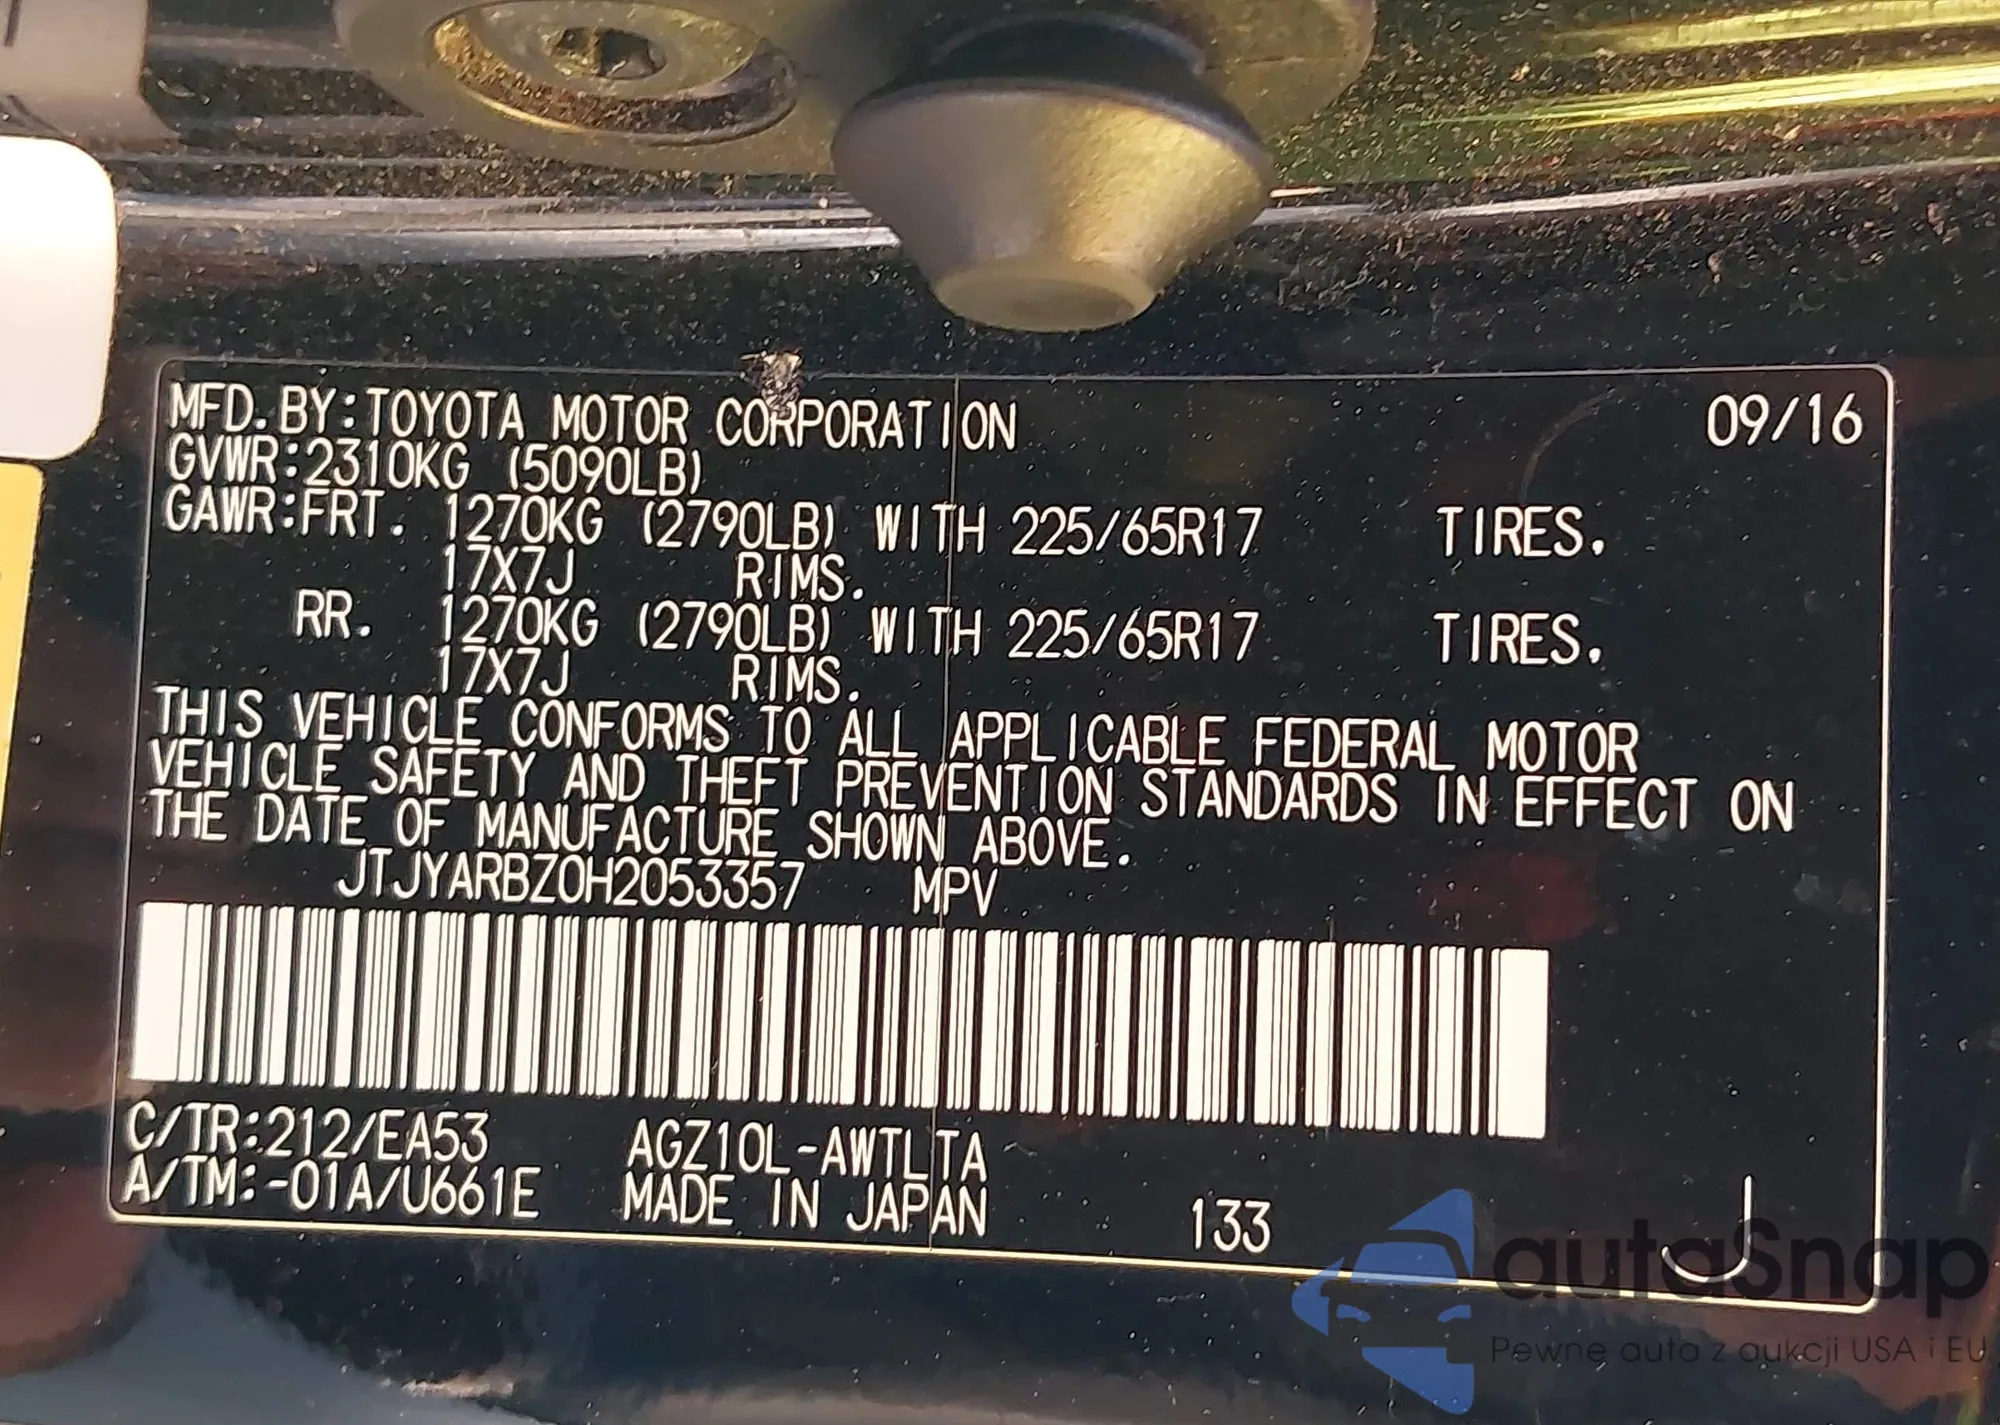 MFD.BY:TOYOTA MOTOR CORPORATION 09/16
GVWR:2310KG (5090LB)
GAWR:FRT. 1270KG (2790LB) WITH 225/65R17 TIRES.
17X7J RIMS.
RR. 1270KG (2790LB) WITH 225/65R17 TIRES.
17X7J RIMS.
THIS VEHICLE CONFORMS TO ALL APPLICABLE FEDERAL MOTOR
VEHICLE SAFETY AND THEFT PREVENTION STANDARDS IN EFFECT ON
THE DATE OF MANUFACTURE SHOWN ABOVE.
JTJYARBZ0H2053357 MPV
C/TR:212/EA53 AGZ10L-AWTLTA
A/TM:-01A/U661E MADE IN JAPAN 133 J
autaSnap
Pewne auta z aukcji USA i EU